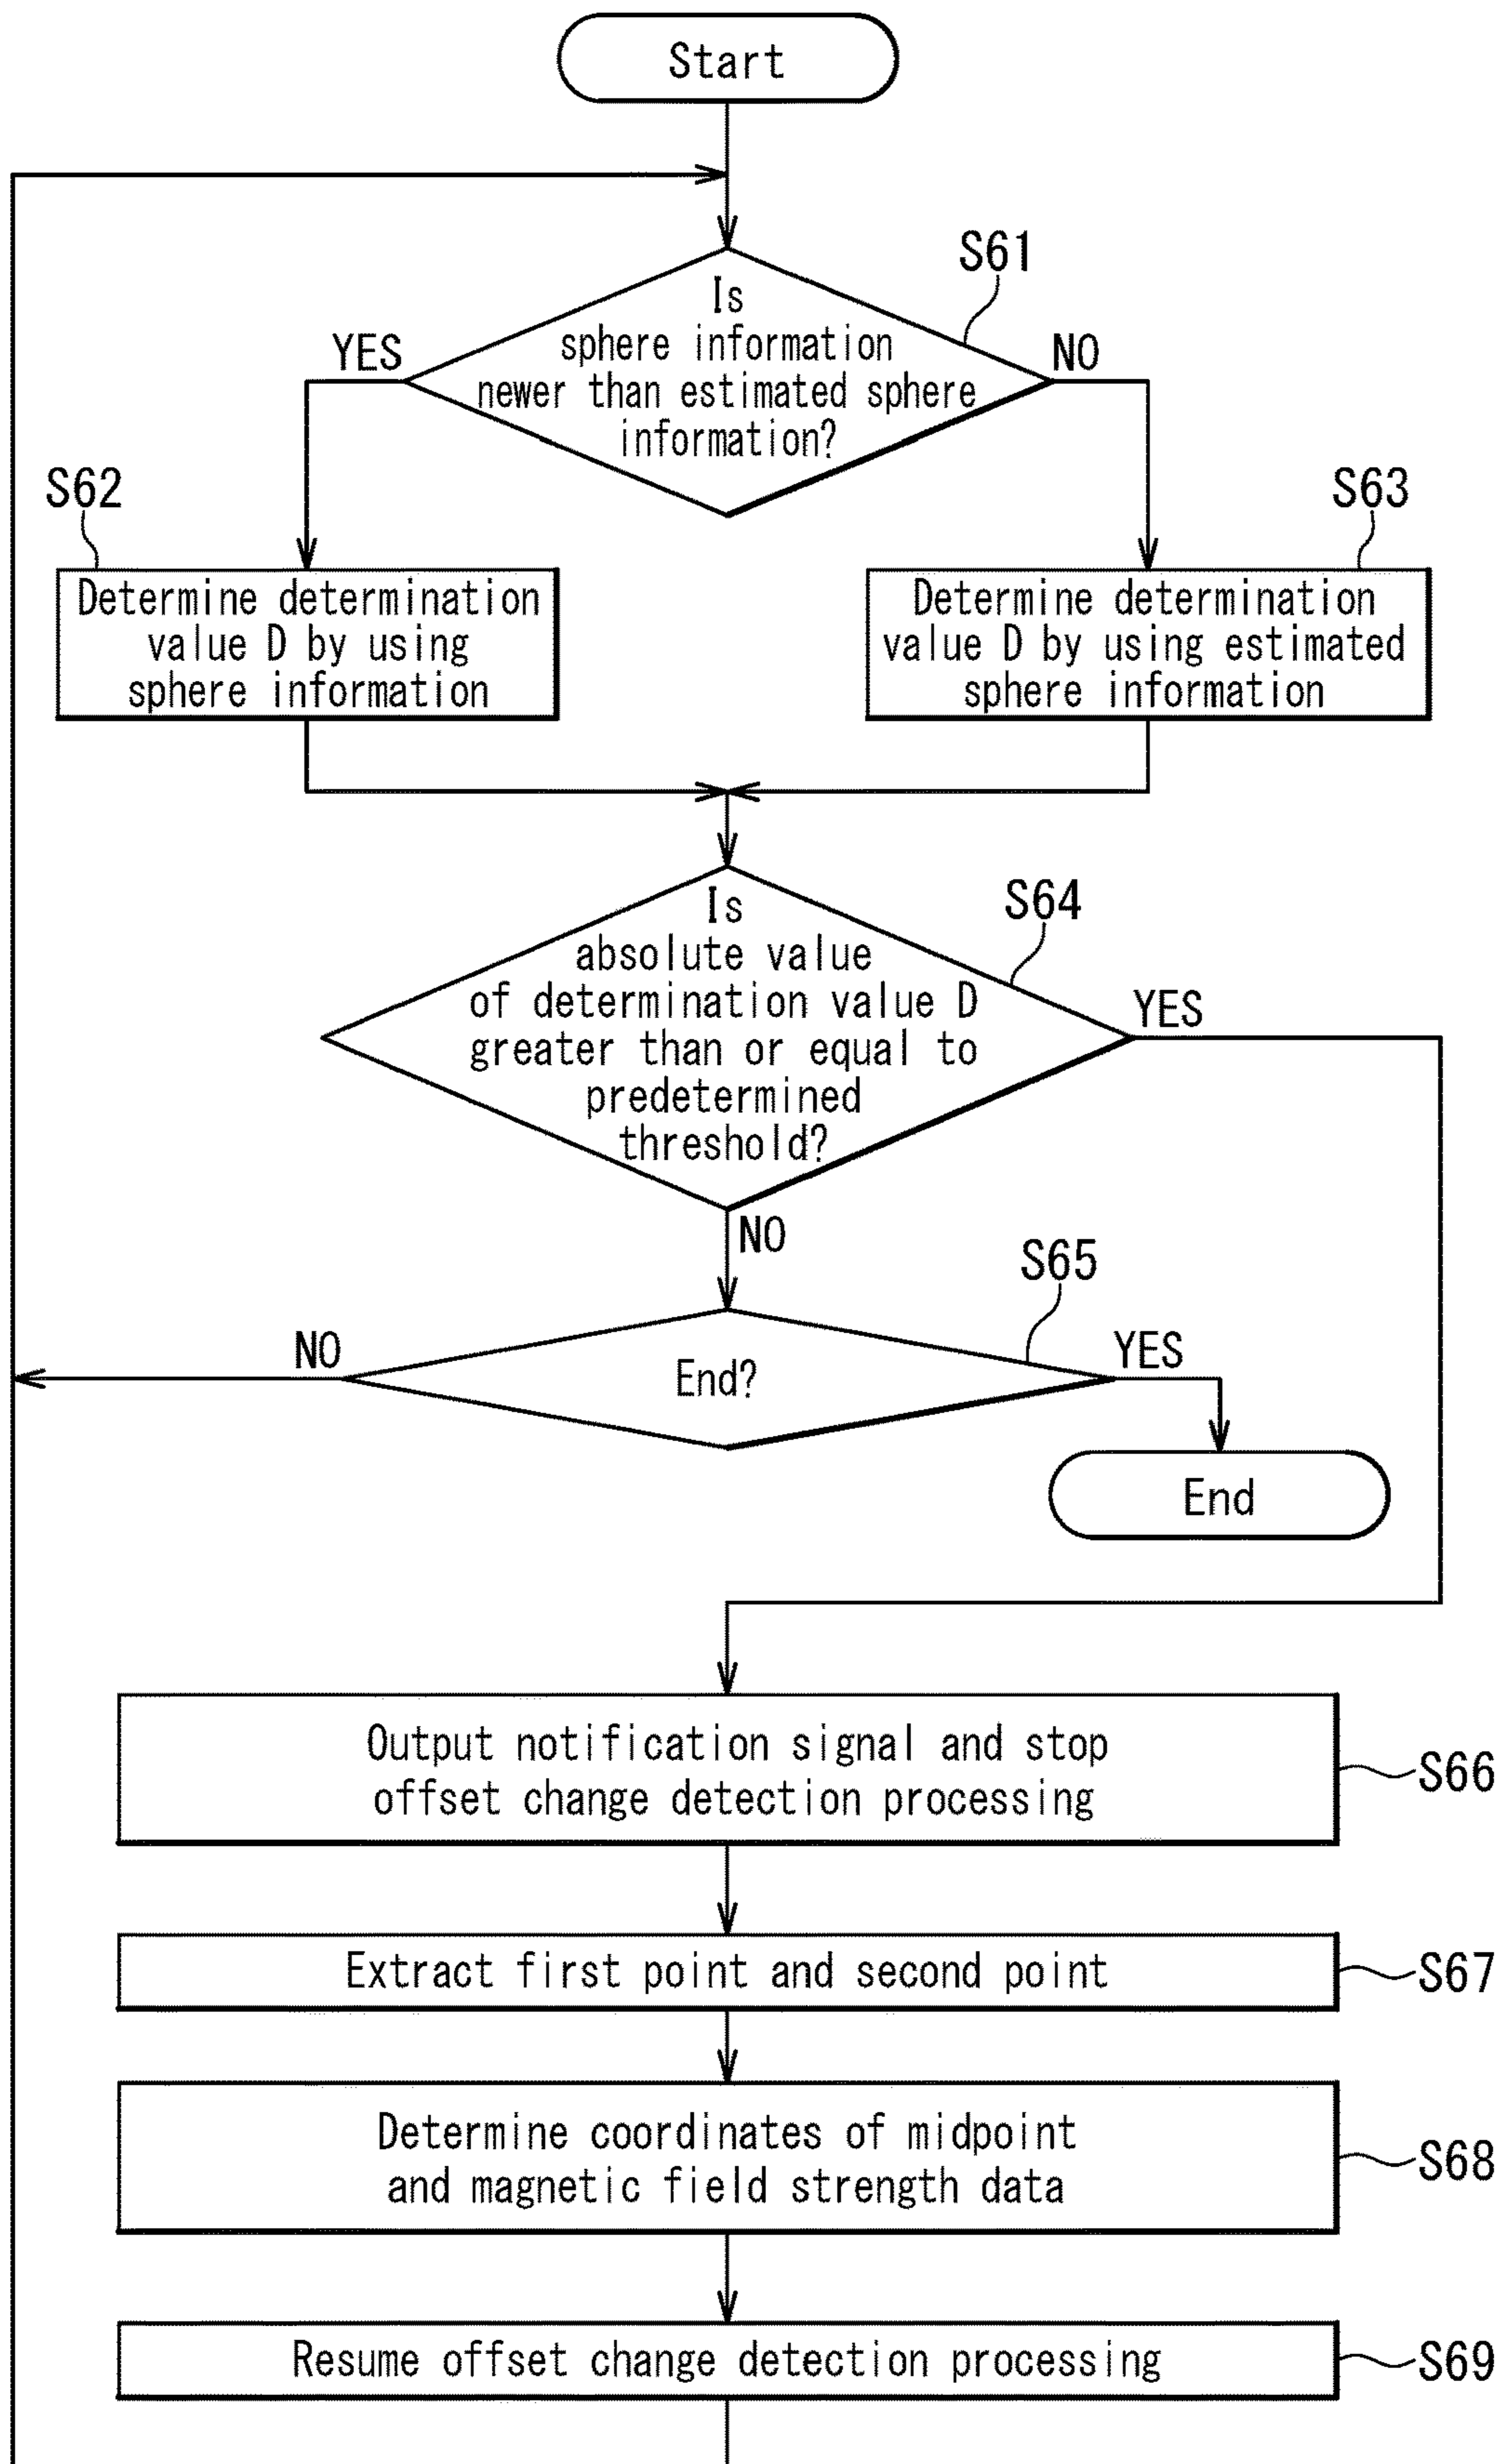 Start
S61
Is
sphere information
newer than estimated sphere
information?
YES
NO
S62
S63
Determine determination
value D by using
sphere information
Determine determination
value D by using estimated
sphere information
S64
Is
absolute value
of determination value D
greater than or equal to
predetermined
threshold?
YES
NO
S65
NO
End?
YES
End
Output notification signal and stop
offset change detection processing
S66
Extract first point and second point
S67
Determine coordinates of midpoint
and magnetic field strength data
S68
Resume offset change detection processing
S69